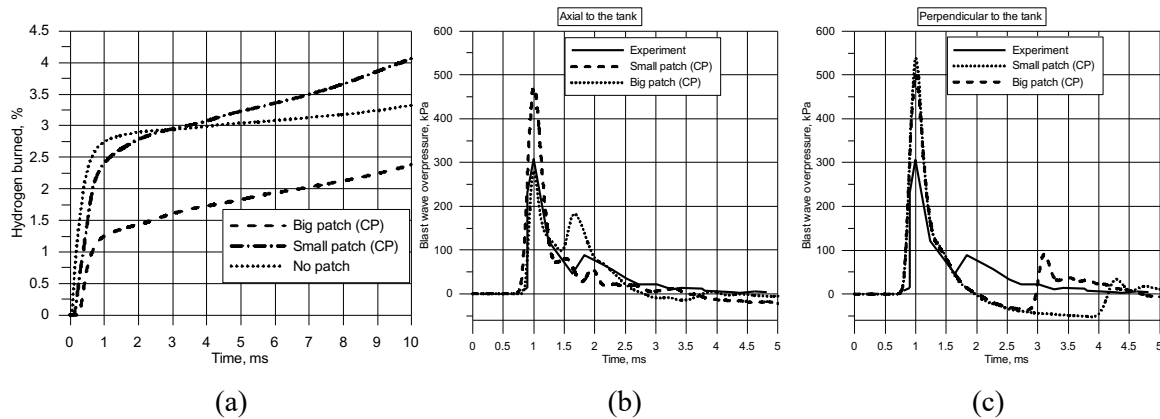 4.5
4
3.5
3
2.5
2
1.5
1
0.5
0
Hydrogen burned, %
Big patch (CP)
Small patch (CP)
No patch
0 1 2 3 4 5 6 7 8 9 10
Time, ms
(a)
Axial to the tank
600
500
400
300
200
100
0
Blast wave overpressure, kPa
Experiment
Small patch (CP)
Big patch (CP)
0 0.5 1 1.5 2 2.5 3 3.5 4 4.5 5
Time, ms
(b)
Perpendicular to the tank
600
500
400
300
200
100
0
Blast wave overpressure, kPa
Experiment
Small patch (CP)
Big patch (CP)
0 0.5 1 1.5 2 2.5 3 3.5 4 4.5 5
Time, ms
(c)